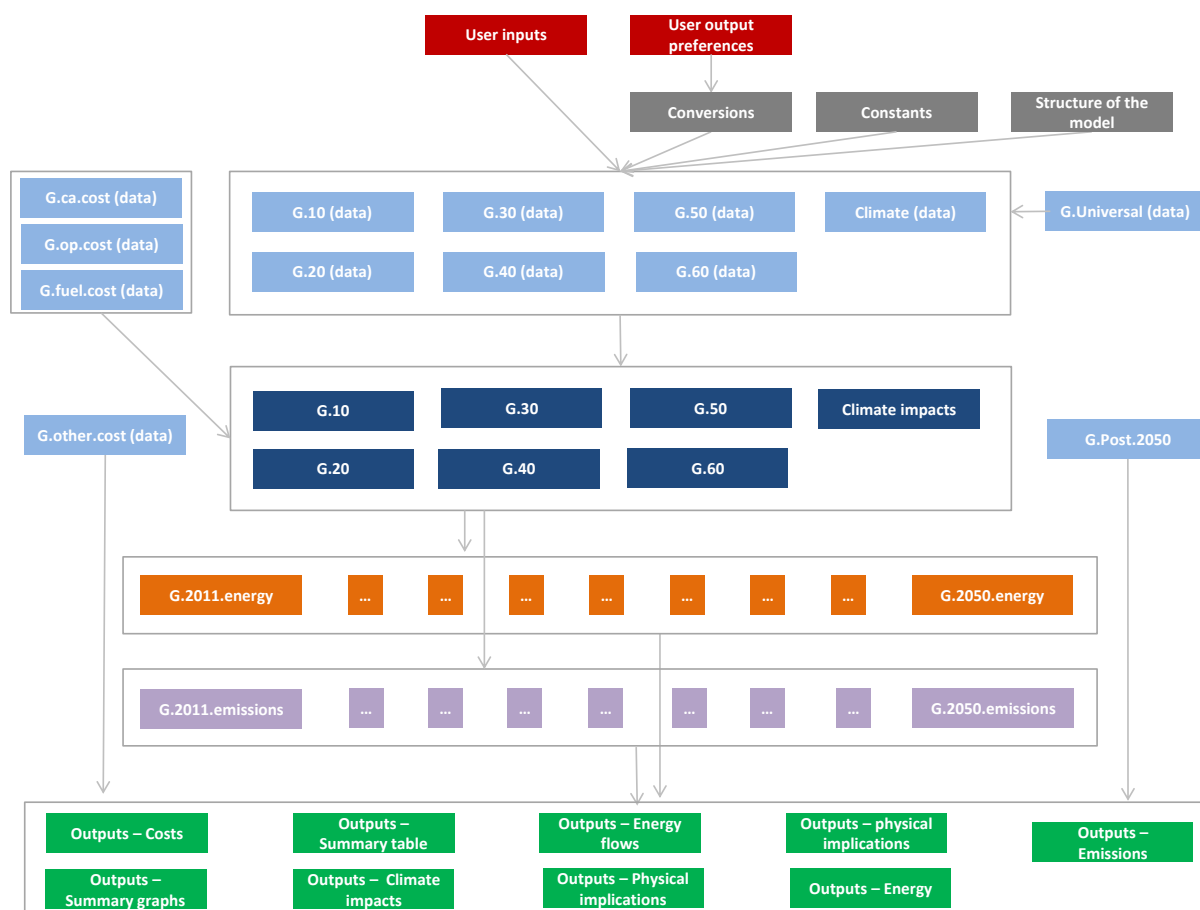 User inputs
User output
preferences
Conversions
Constants
Structure of the
model
G.ca.cost (data)
G.op.cost (data)
G.fuel.cost (data)
G.10 (data)
G.30 (data)
G.50 (data)
Climate (data)
G.Universal (data)
G.20 (data)
G.40 (data)
G.60 (data)
G.10
G.30
G.50
Climate impacts
G.20
G.40
G.60
G.other.cost (data)
G.Post.2050
G.2011.energy
...
...
...
...
...
...
...
G.2050.energy
G.2011.emissions
...
...
...
...
...
...
...
G.2050.emissions
Outputs – Costs
Outputs –
Summary table
Outputs – Energy
flows
Outputs – physical
implications
Outputs –
Emissions
Outputs –
Summary graphs
Outputs – Climate
impacts
Outputs – Physical
implications
Outputs – Energy